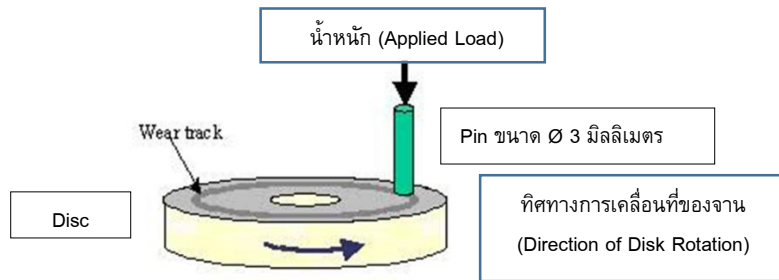 น้ำหนัก (Applied Load)
Wear track
Pin ขนาด Ø 3 มิลลิเมตร
Disc
ทิศทางการเคลื่อนที่ของจาน
(Direction of Disk Rotation)